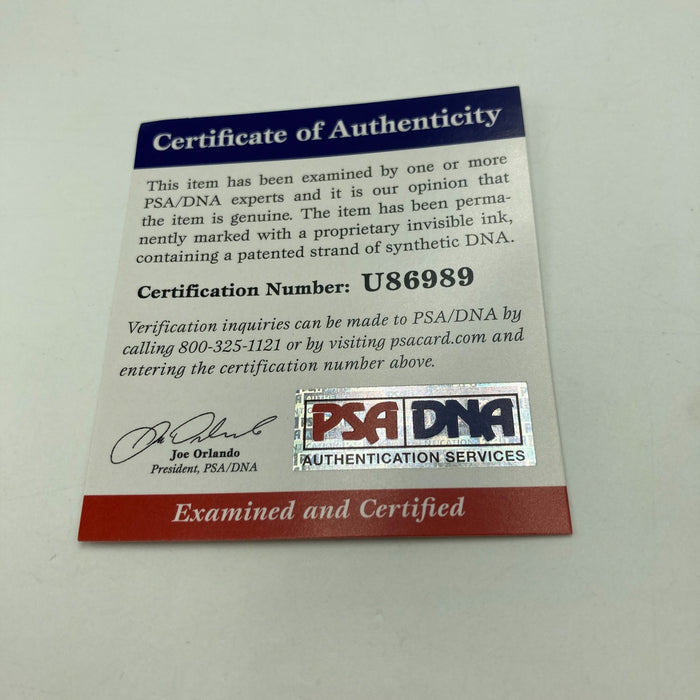 Certificate of Authenticity
This item has been examined by one or more
PSA/DNA experts and it is our opinion that
the item is genuine. The item has been perma-
nently marked with a proprietary invisible ink,
containing a patented strand of synthetic DNA.
Certification Number: U86989
Verification inquiries can be made to PSA/DNA by
calling 800-325-1121 or by visiting psacard.com and
entering the certification number above.
Joe Orlando
President, PSA/DNA
PSA DNA
AUTHENTICATION SERVICES
Examined and Certified